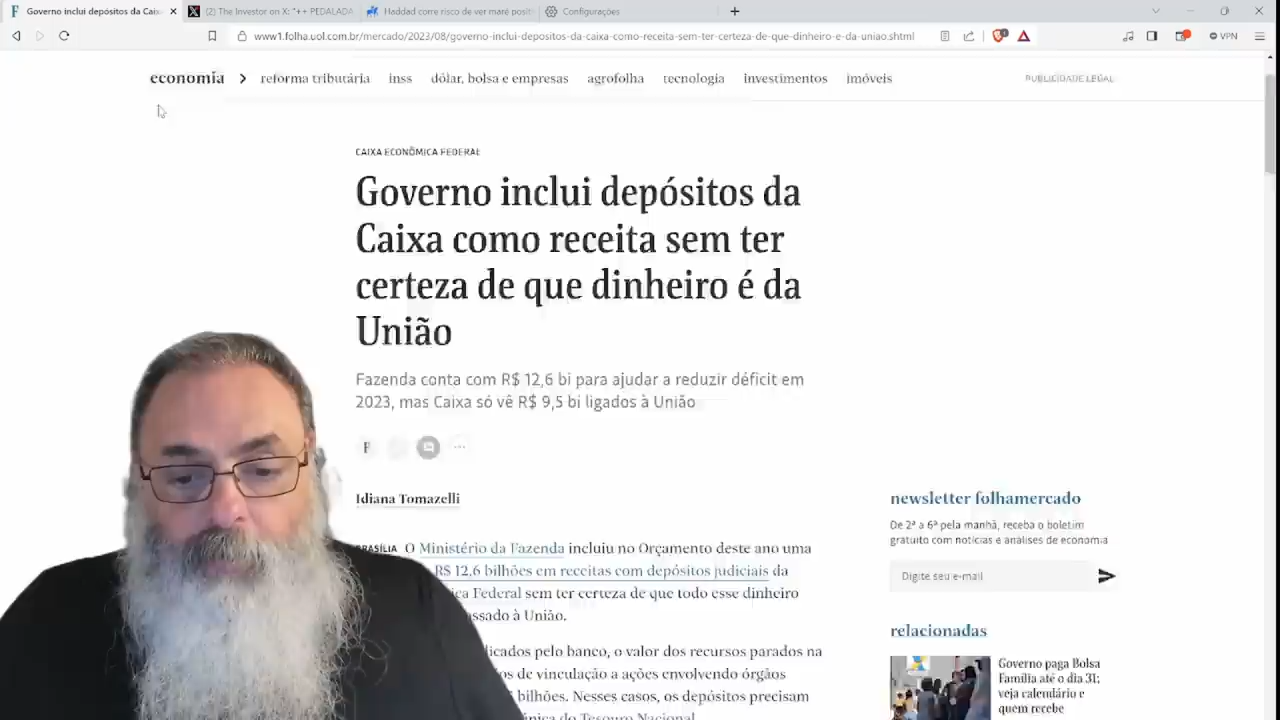 Governo inclui depósitos da Caix
(2) The Investor on X: "++ PEDALADA
Haddad corre risco de ver maré posit
Configurações
www1.folha.uol.com.br/mercado/2023/08/governo-inclui-depositos-da-caixa-como-receita-sem-ter-certeza-de-que-dinheiro-e-da-uniao.shtml
VPN
economia > reforma tributária inss dólar, bolsa e empresas agrofolha tecnologia investimentos imóveis PUBLICIDADE LEGAL
CAIXA ECONÔMICA FEDERAL
Governo inclui depósitos da
Caixa como receita sem ter
certeza de que dinheiro é da
União
Fazenda conta com R$ 12,6 bi para ajudar a reduzir déficit em
2023, mas Caixa só vê R$ 9,5 bi ligados à União
Idiana Tomazelli
O Ministério da Fazenda incluiu no Orçamento deste ano uma
R$ 12,6 bilhões em receitas com depósitos judiciais da
Federal sem ter certeza de que todo esse dinheiro
à União.
pelo banco, o valor dos recursos parados na
de vinculação a ações envolvendo órgãos
bilhões. Nesses casos, os depósitos precisam
do Tesouro Nacional
newsletter folhamercado
De 2ª a 6ª pela manhã, receba o boletim
gratuito com notícias e análises de economia
Digite seu e-mail
relacionadas
Governo paga Bolsa
Família até o dia 31;
veja calendário e
quem recebe